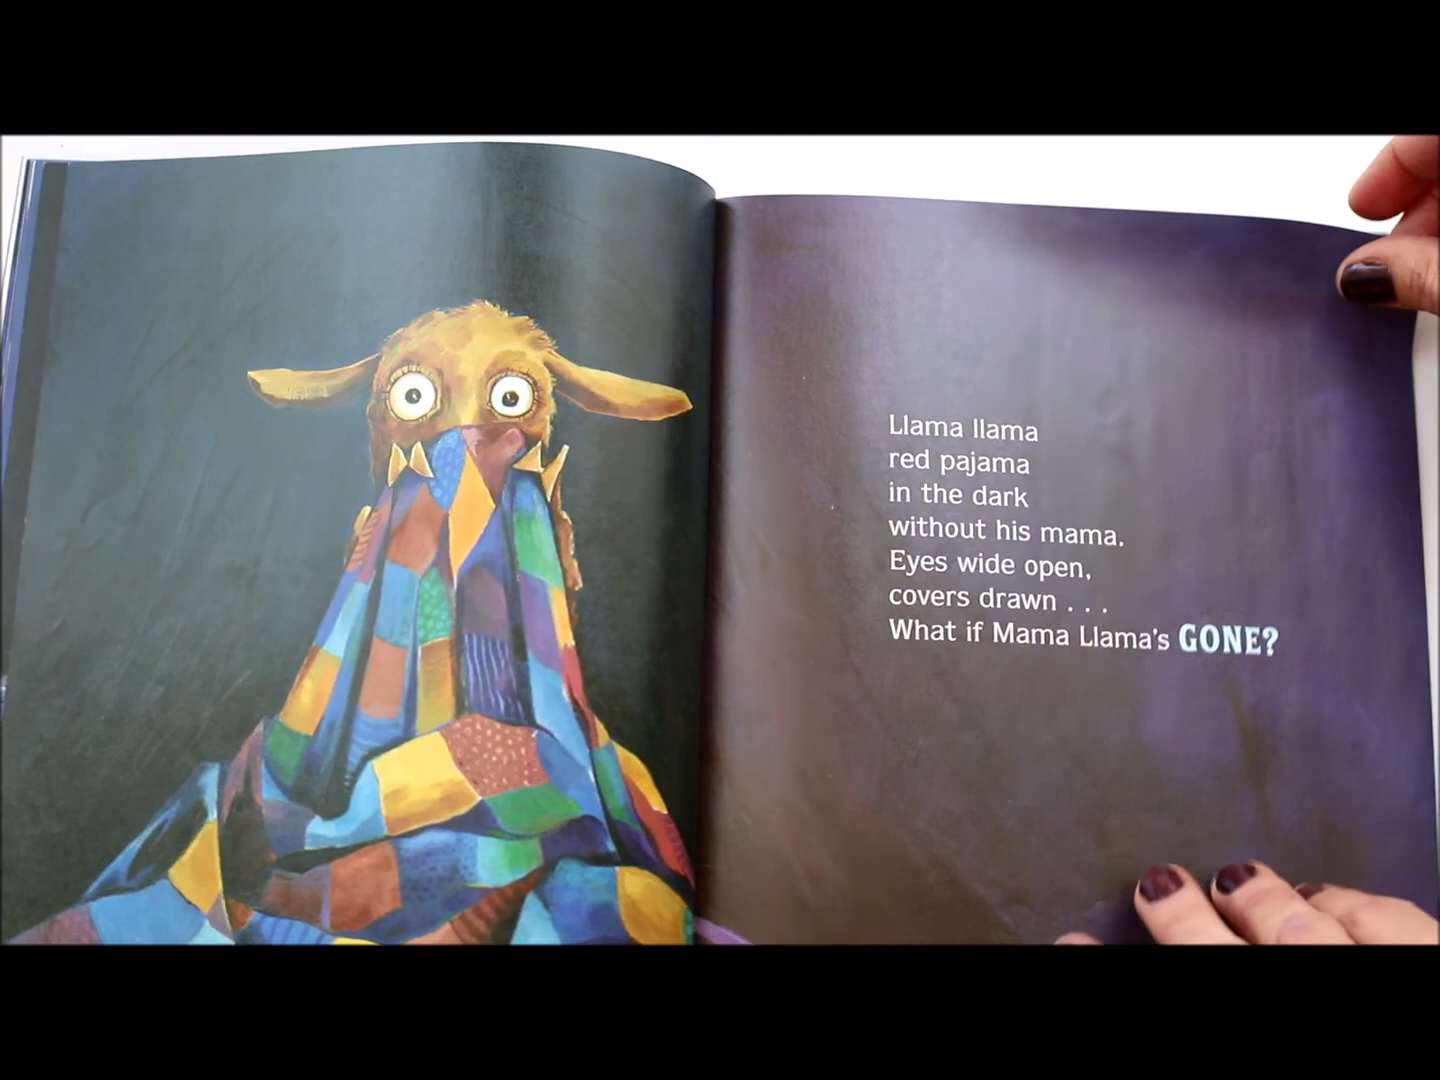 Llama llama
red pajama
in the dark
without his mama.
Eyes wide open,
covers drawn . . .
What if Mama Llama's GONE?